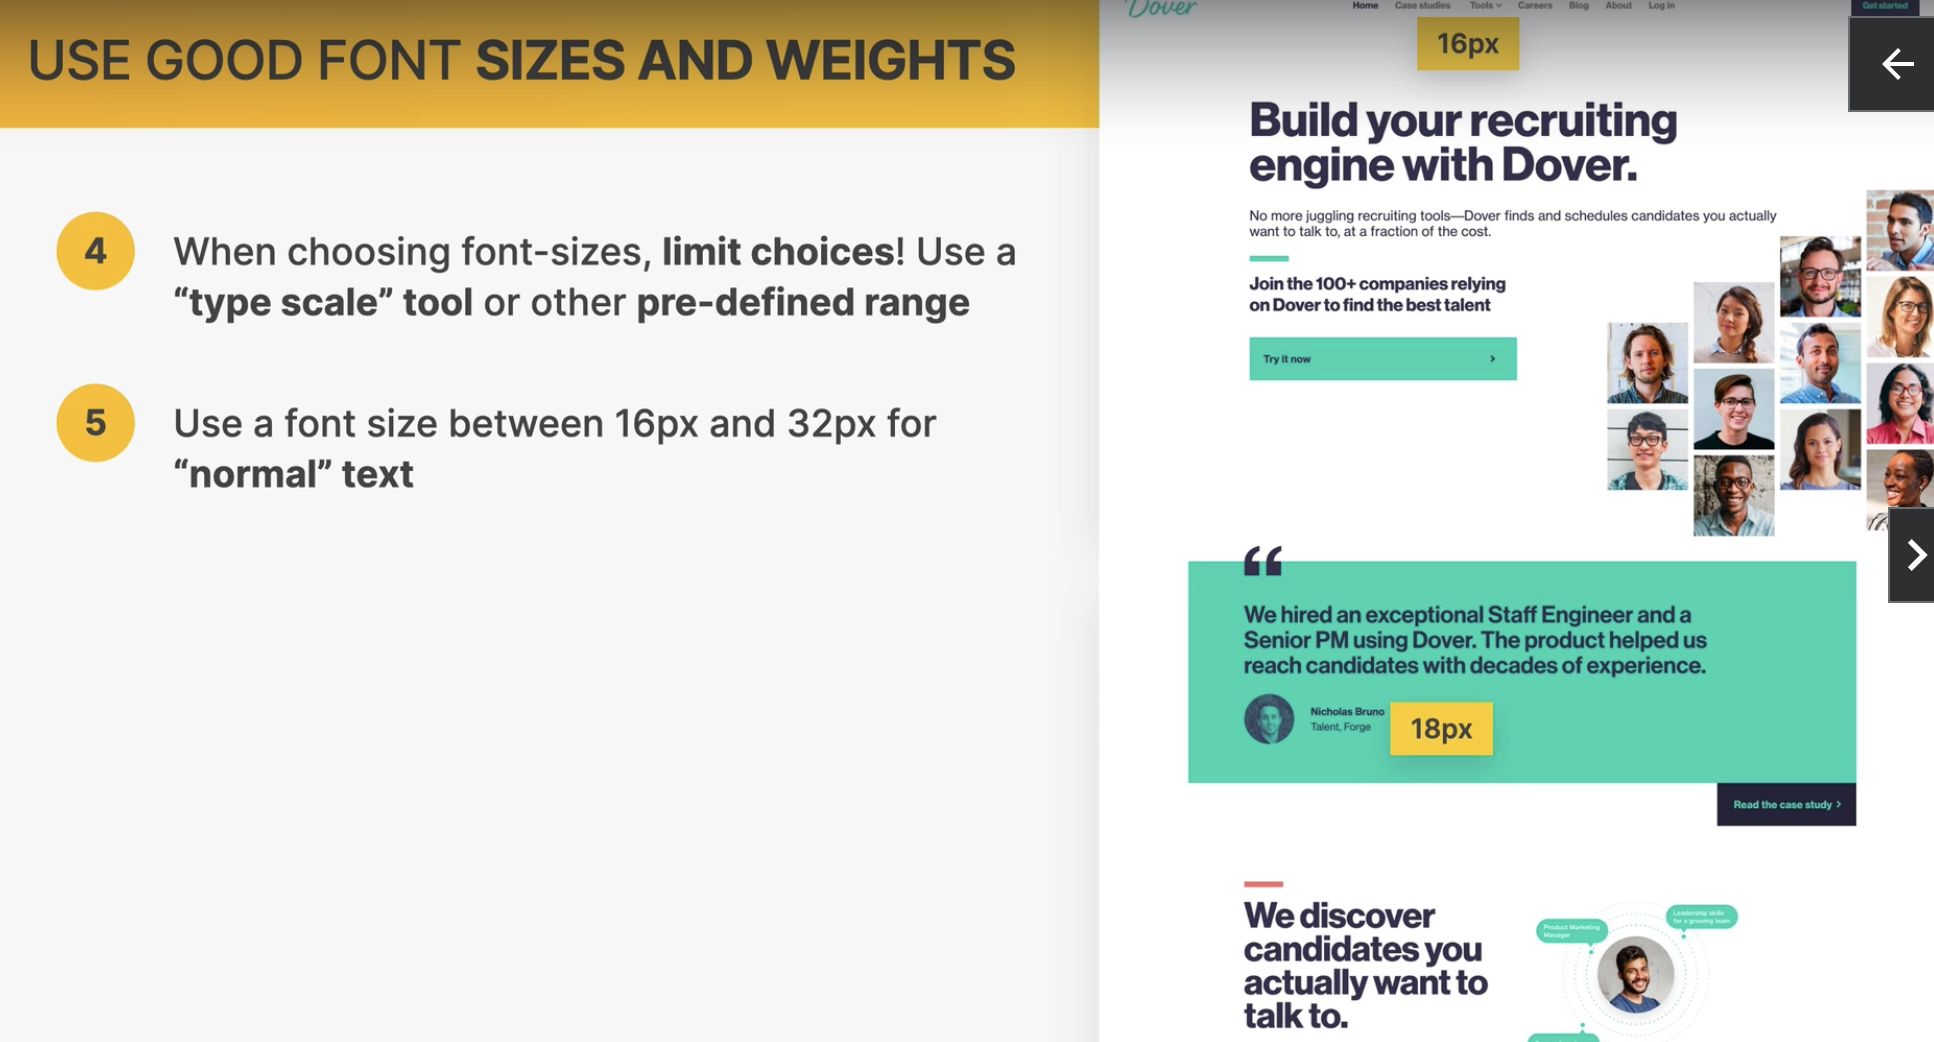 USE GOOD FONT SIZES AND WEIGHTS
4
When choosing font-sizes, limit choices! Use a
“type scale” tool or other pre-defined range
5
Use a font size between 16px and 32px for
“normal” text
Dover
Home Case studies Tools Careers Blog About Log in
Get started
16px
Build your recruiting
engine with Dover.
No more juggling recruiting tools—Dover finds and schedules candidates you actually
want to talk to, at a fraction of the cost.
Join the 100+ companies relying
on Dover to find the best talent
Try it now
“
We hired an exceptional Staff Engineer and a
Senior PM using Dover. The product helped us
reach candidates with decades of experience.
Nicholas Bruno
Talent, Forge
18px
Read the case study
We discover
candidates you
actually want to
talk to.
Product Marketing
Manager
Leadership skills
for a growing team